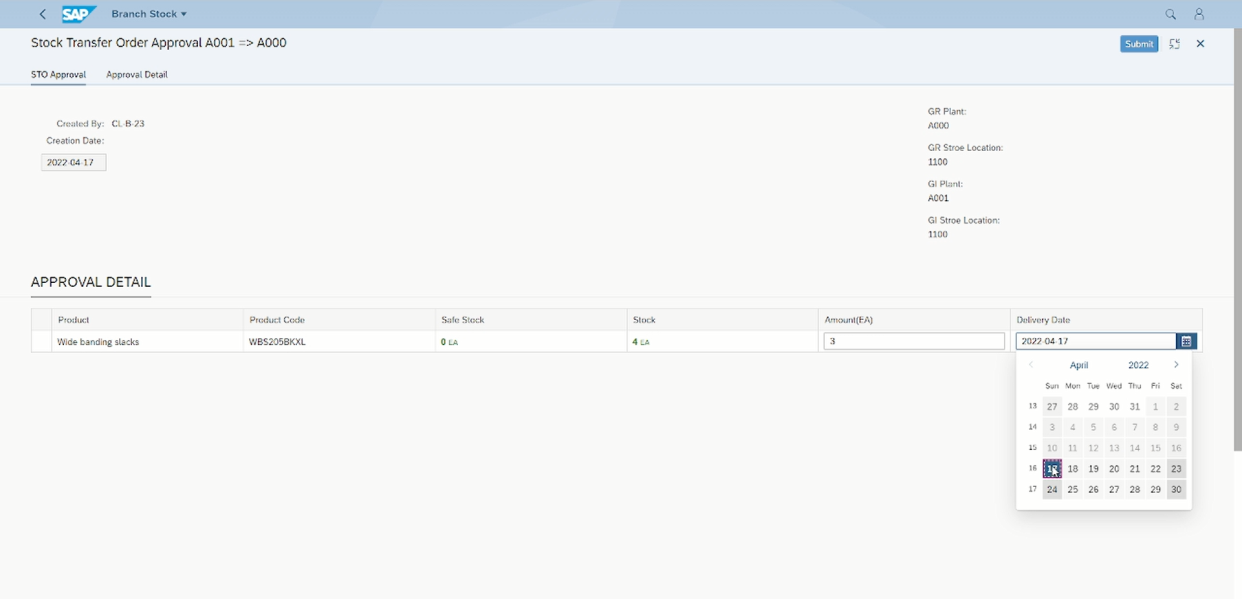 SAP Branch Stock
Stock Transfer Order Approval A001 => A000
Submit
STO Approval Approval Detail
Created By: CL-B-23
Creation Date:
2022-04-17
GR Plant:
A000
GR Stroe Location:
1100
GI Plant:
A001
GI Stroe Location:
1100
APPROVAL DETAIL
Product Product Code Safe Stock Stock Amount(EA) Delivery Date
Wide banding slacks WBS205BKXL 0 EA 4 EA 3 2022-04-17
April 2022
Sun Mon Tue Wed Thu Fri Sat
13 27 28 29 30 31 1 2
14 3 4 5 6 7 8 9
15 10 11 12 13 14 15 16
16 17 18 19 20 21 22 23
17 24 25 26 27 28 29 30